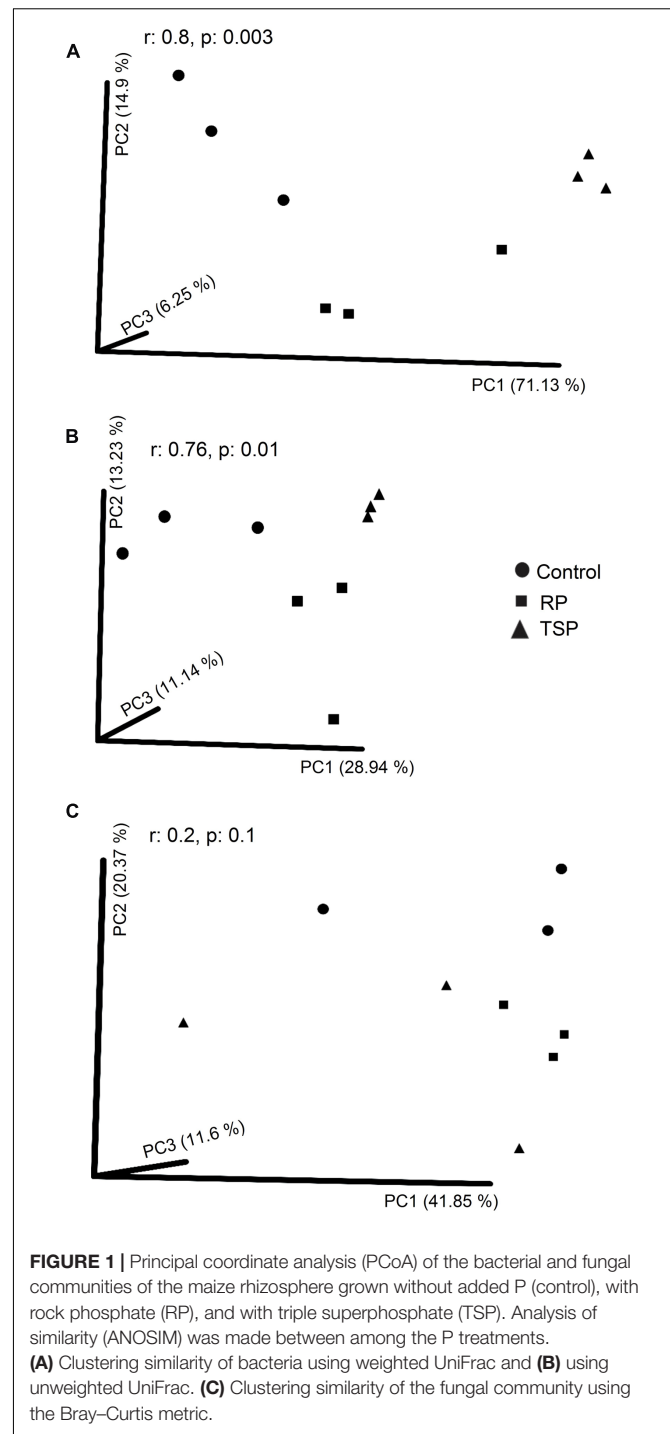 A
r: 0.8, p: 0.003
PC2 (14.9 %)
PC3 (6.25 %)
PC1 (71.13 %)
B
r: 0.76, p: 0.01
PC2 (13.23 %)
PC3 (11.14 %)
PC1 (28.94 %)
Control
RP
TSP
C
r: 0.2, p: 0.1
PC2 (20.37 %)
PC3 (11.6 %)
PC1 (41.85 %)
FIGURE 1 | Principal coordinate analysis (PCoA) of the bacterial and fungal
communities of the maize rhizosphere grown without added P (control), with
rock phosphate (RP), and with triple superphosphate (TSP). Analysis of
similarity (ANOSIM) was made between among the P treatments.
(A) Clustering similarity of bacteria using weighted UniFrac and (B) using
unweighted UniFrac. (C) Clustering similarity of the fungal community using
the Bray–Curtis metric.